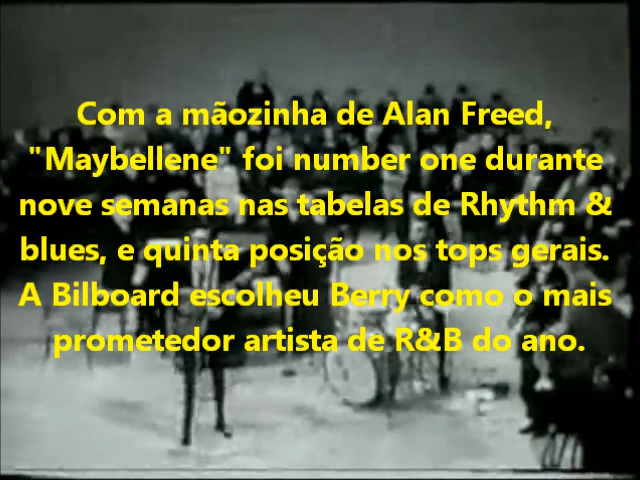 Com a mãozinha de Alan Freed,
"Maybellene" foi number one durante
nove semanas nas tabelas de Rhythm &
blues, e quinta posição nos tops gerais.
A Bilboard escolheu Berry como o mais
prometedor artista de R&B do ano.